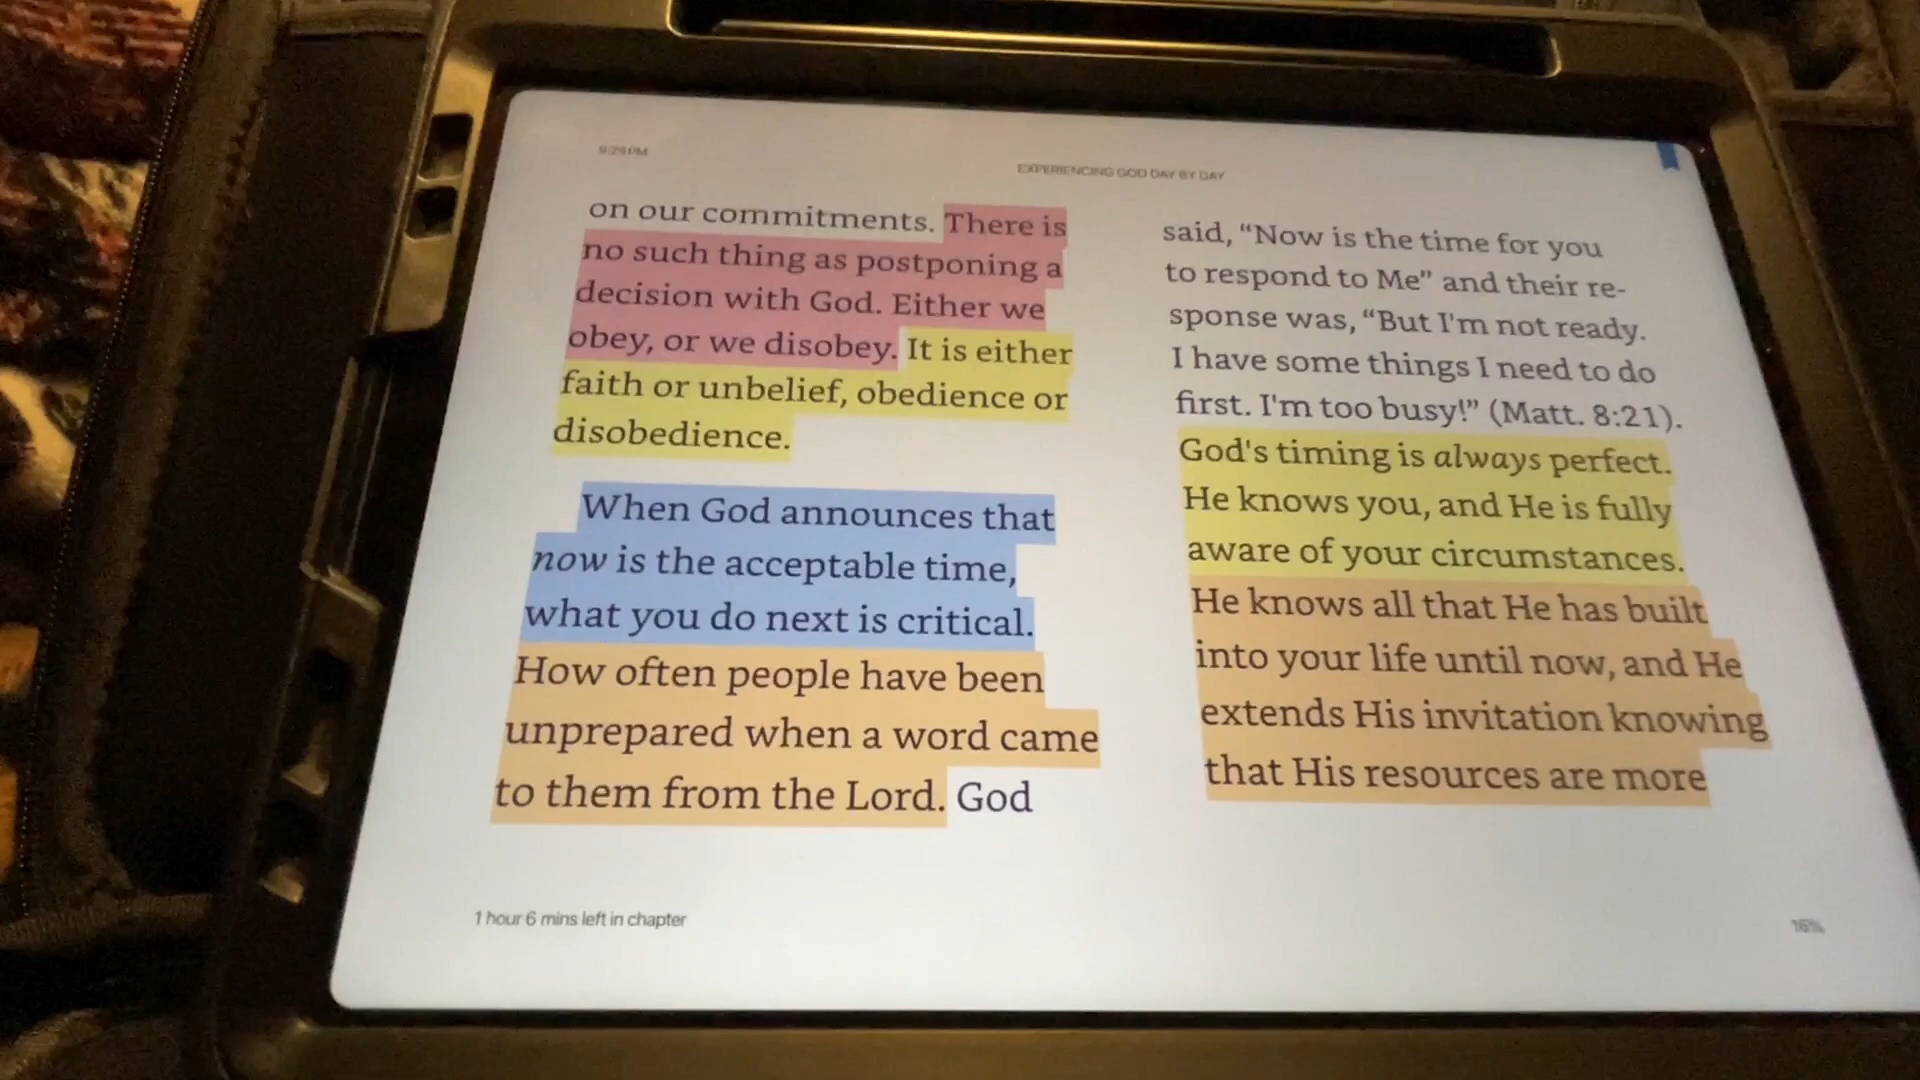 9:29 PM
EXPERIENCING GOD DAY BY DAY
on our commitments. There is
no such thing as postponing a
decision with God. Either we
obey, or we disobey. It is either
faith or unbelief, obedience or
disobedience.
When God announces that
now is the acceptable time,
what you do next is critical.
How often people have been
unprepared when a word came
to them from the Lord. God
said, “Now is the time for you
to respond to Me” and their re-
sponse was, “But I'm not ready.
I have some things I need to do
first. I'm too busy!” (Matt. 8:21).
God's timing is always perfect.
He knows you, and He is fully
aware of your circumstances.
He knows all that He has built
into your life until now, and He
extends His invitation knowing
that His resources are more
1 hour 6 mins left in chapter
16%